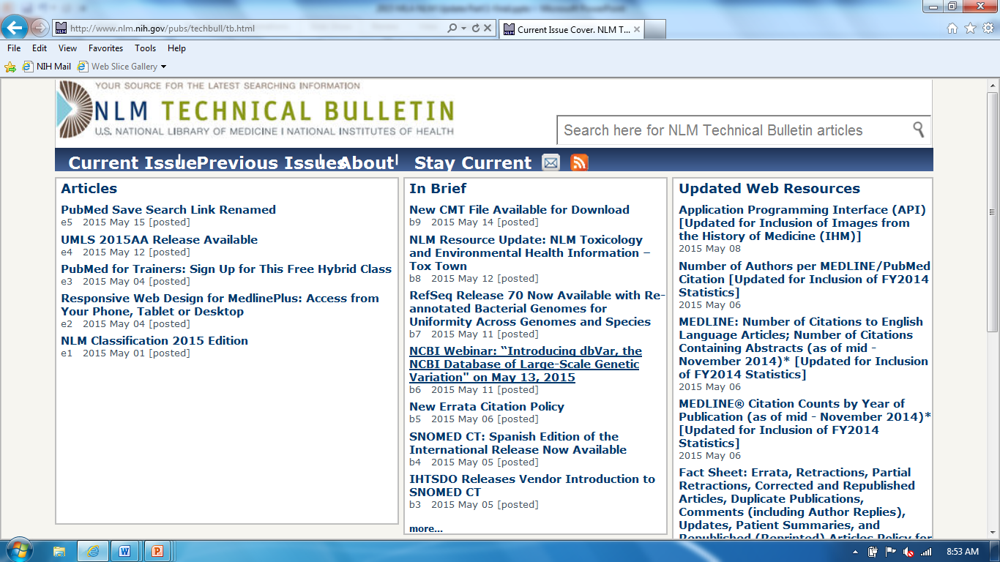 2015 MLA NLM Update Part 1 Final.pptx - Microsoft PowerPoint
http://www.nlm.nih.gov/pubs/techbull/tb.html
Current Issue Cover. NLM T...
File Edit View Favorites Tools Help
NIH Mail Web Slice Gallery
YOUR SOURCE FOR THE LATEST SEARCHING INFORMATION
NLM TECHNICAL BULLETIN
U.S. NATIONAL LIBRARY OF MEDICINE | NATIONAL INSTITUTES OF HEALTH
Search here for NLM Technical Bulletin articles
Current Issue | Previous Issues | About | Stay Current
Articles
PubMed Save Search Link Renamed
e5 2015 May 15 [posted]
UMLS 2015AA Release Available
e4 2015 May 12 [posted]
PubMed for Trainers: Sign Up for This Free Hybrid Class
e3 2015 May 04 [posted]
Responsive Web Design for MedlinePlus: Access from
Your Phone, Tablet or Desktop
e2 2015 May 04 [posted]
NLM Classification 2015 Edition
e1 2015 May 01 [posted]
In Brief
New CMT File Available for Download
b9 2015 May 14 [posted]
NLM Resource Update: NLM Toxicology
and Environmental Health Information –
Tox Town
b8 2015 May 12 [posted]
RefSeq Release 70 Now Available with Re-
annotated Bacterial Genomes for
Uniformity Across Genomes and Species
b7 2015 May 11 [posted]
NCBI Webinar: “Introducing dbVar, the
NCBI Database of Large-Scale Genetic
Variation" on May 13, 2015
b6 2015 May 11 [posted]
New Errata Citation Policy
b5 2015 May 06 [posted]
SNOMED CT: Spanish Edition of the
International Release Now Available
b4 2015 May 05 [posted]
IHTSDO Releases Vendor Introduction to
SNOMED CT
b3 2015 May 05 [posted]
more...
Updated Web Resources
Application Programming Interface (API)
[Updated for Inclusion of Images from
the History of Medicine (IHM)]
2015 May 08
Number of Authors per MEDLINE/PubMed
Citation [Updated for Inclusion of FY2014
Statistics]
2015 May 06
MEDLINE: Number of Citations to English
Language Articles; Number of Citations
Containing Abstracts (as of mid -
November 2014)* [Updated for Inclusion
of FY2014 Statistics]
2015 May 06
MEDLINE® Citation Counts by Year of
Publication (as of mid - November 2014)*
[Updated for Inclusion of FY2014
Statistics]
2015 May 06
Fact Sheet: Errata, Retractions, Partial
Retractions, Corrected and Republished
Articles, Duplicate Publications,
Comments (including Author Replies),
Updates, Patient Summaries, and
Republished (Reprinted) Articles Policy for
8:53 AM